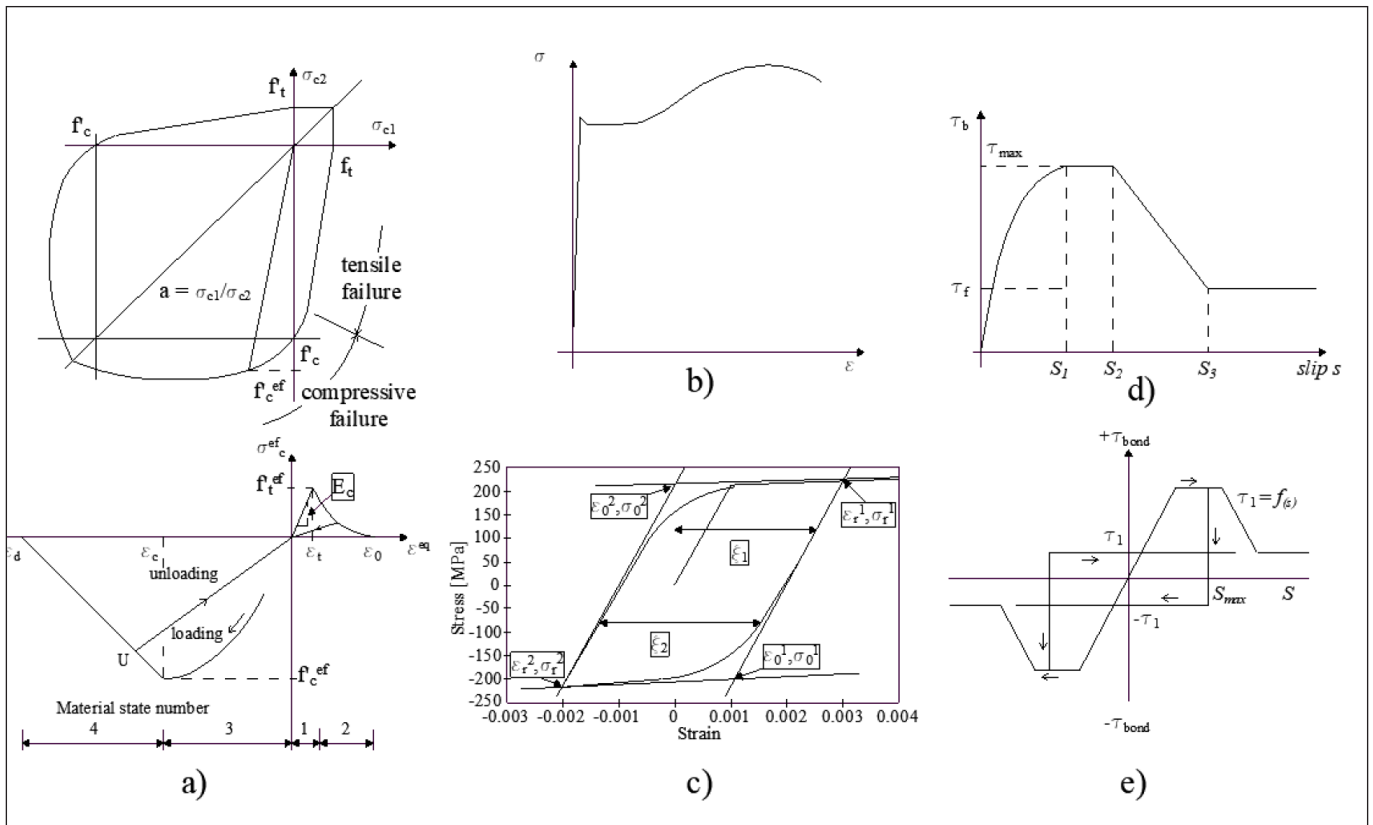 σc2
f't
f'c
σc1
ft
a = σc1/σc2
tensile
failure
f'c
f'c^ef
compressive
failure
σ^ef c
f't^ef
Ec
εd
εc
εt
ε0
ε^eq
unloading
loading
U
f'c^ef
Material state number
4
3
1
2
a)
σ
ε
b)
250
200
150
100
50
0
-50
-100
-150
-200
-250
Stress [MPa]
ε0^2,σ0^2
εr^1,σr^1
ξ1
ξ2
εr^2,σr^2
ε0^1,σ0^1
-0.003 -0.002 -0.001 0 0.001 0.002 0.003 0.004
Strain
c)
τb
τmax
τf
S1
S2
S3
slip s
d)
+τbond
τ1=f(s)
τ1
Smax
S
-τ1
-τbond
e)